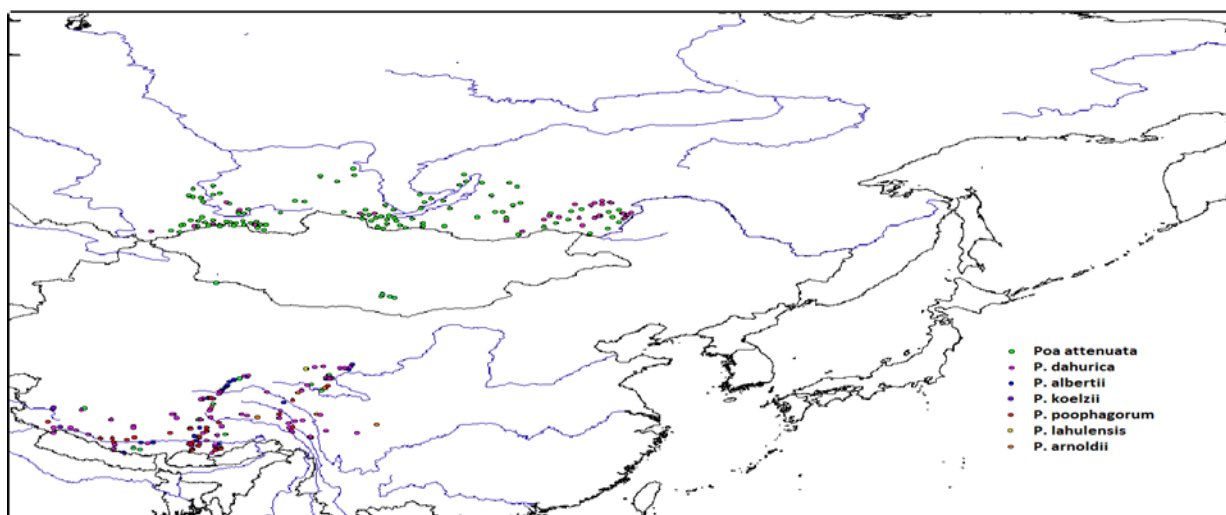 Poa attenuata
P. dahurica
P. albertii
P. koelzii
P. poophagorum
P. lahulensis
P. arnoldii